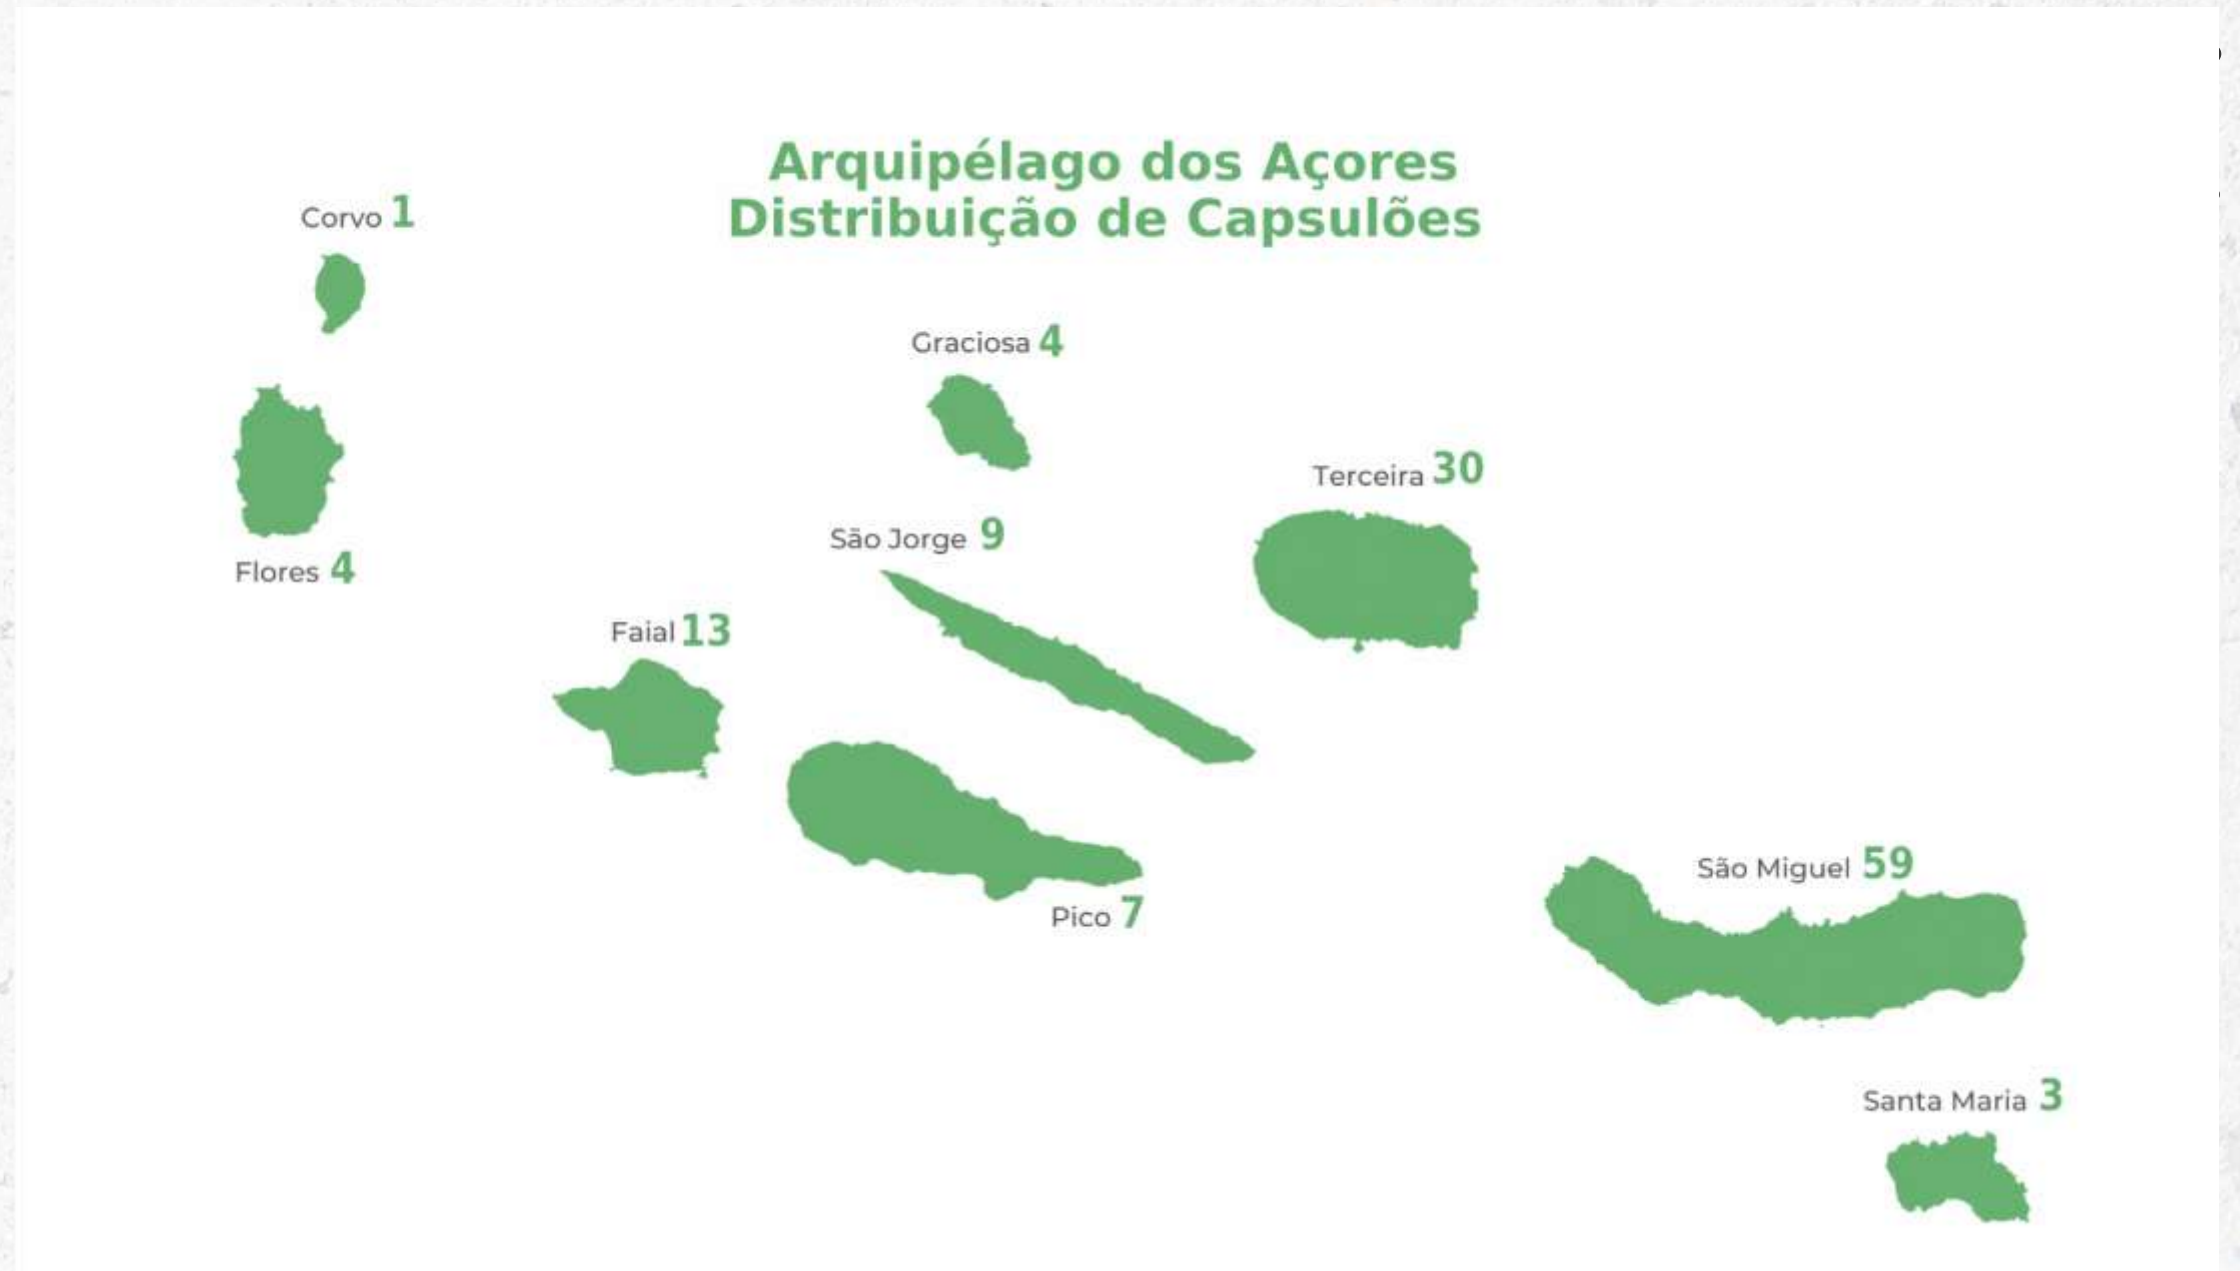 Arquipélago dos Açores
Distribuição de Capsulões
Corvo 1
Graciosa 4
Terceira 30
São Jorge 9
Flores 4
Faial 13
São Miguel 59
Pico 7
Santa Maria 3